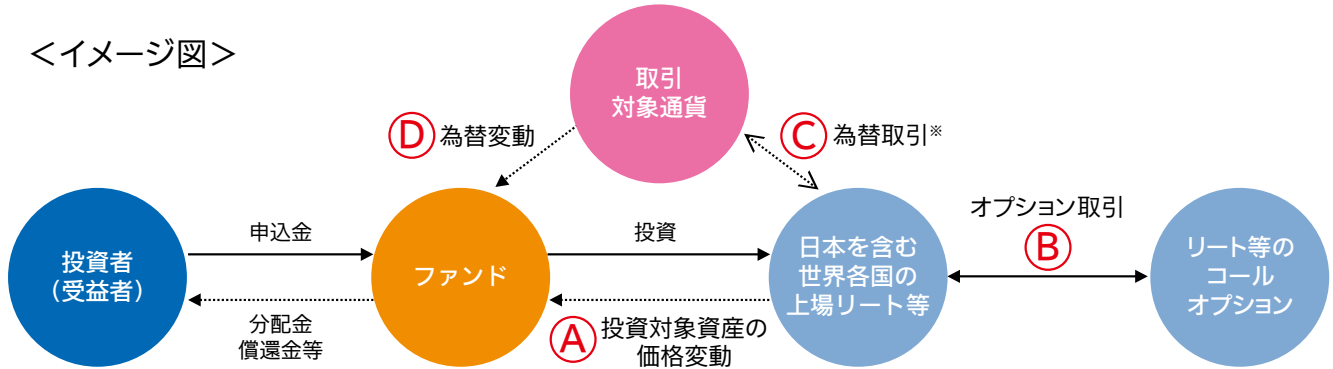 <イメージ図>
取引
対象通貨
D 為替変動
C 為替取引※
投資者
(受益者)
申込金
分配金
償還金等
ファンド
投資
A 投資対象資産の
価格変動
日本を含む
世界各国の
上場リート等
オプション取引
B
リート等の
コール
オプション